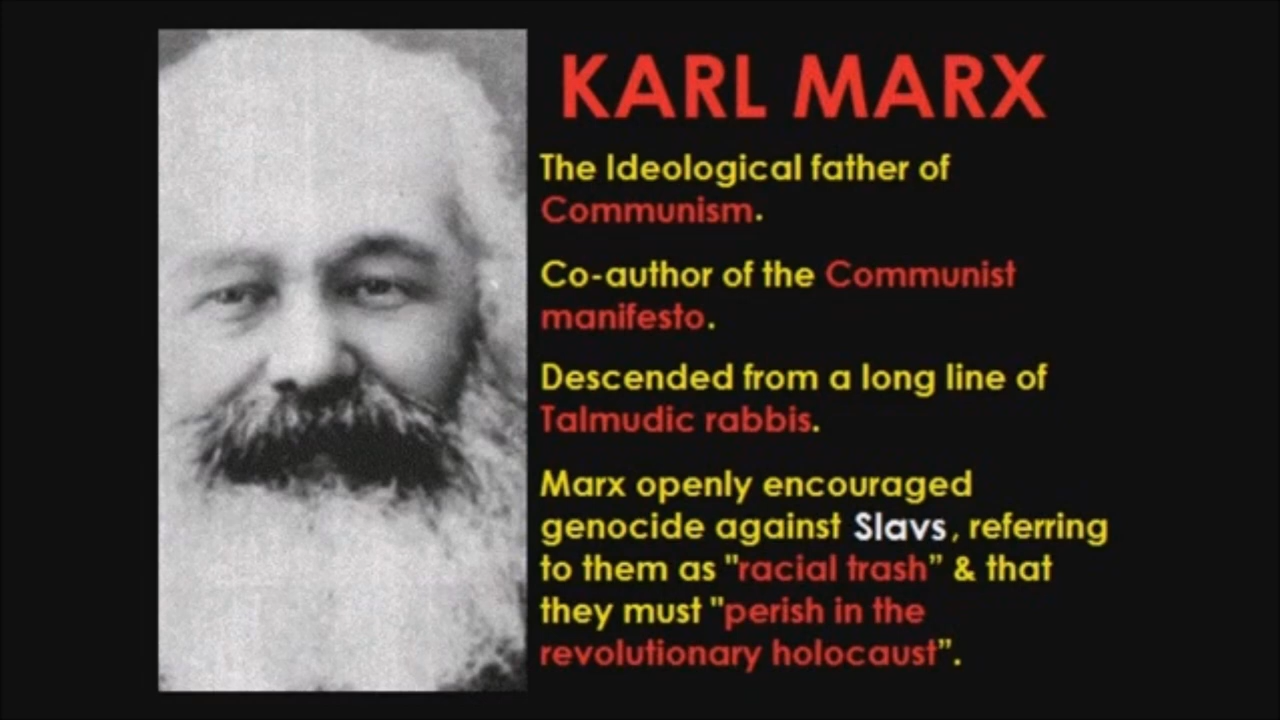 KARL MARX
The Ideological father of
Communism.
Co-author of the Communist
manifesto.
Descended from a long line of
Talmudic rabbis.
Marx openly encouraged
genocide against Slavs, referring
to them as "racial trash” & that
they must "perish in the
revolutionary holocaust”.